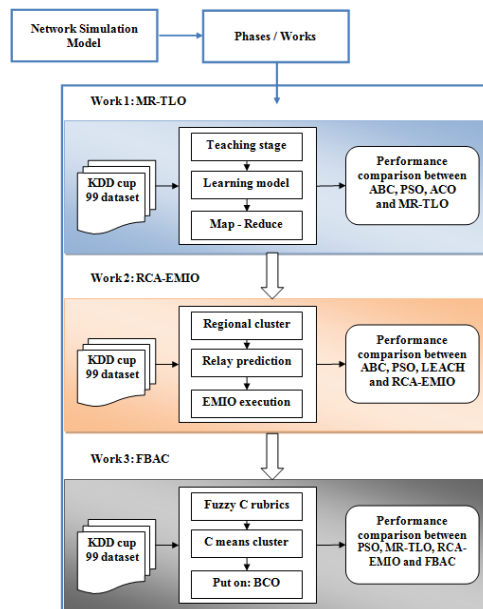 Network Simulation
Model
Phases / Works
Work 1: MR-TLO
KDD cup
99 dataset
Teaching stage
Learning model
Map - Reduce
Performance
comparison between
ABC, PSO, ACO
and MR-TLO
Work 2: RCA-EMIO
KDD cup
99 dataset
Regional cluster
Relay prediction
EMIO execution
Performance
comparison between
ABC, PSO, LEACH
and RCA-EMIO
Work 3: FBAC
KDD cup
99 dataset
Fuzzy C rubrics
C means cluster
Put on: BCO
Performance
comparison between
PSO, MR-TLO, RCA-
EMIO and FBAC